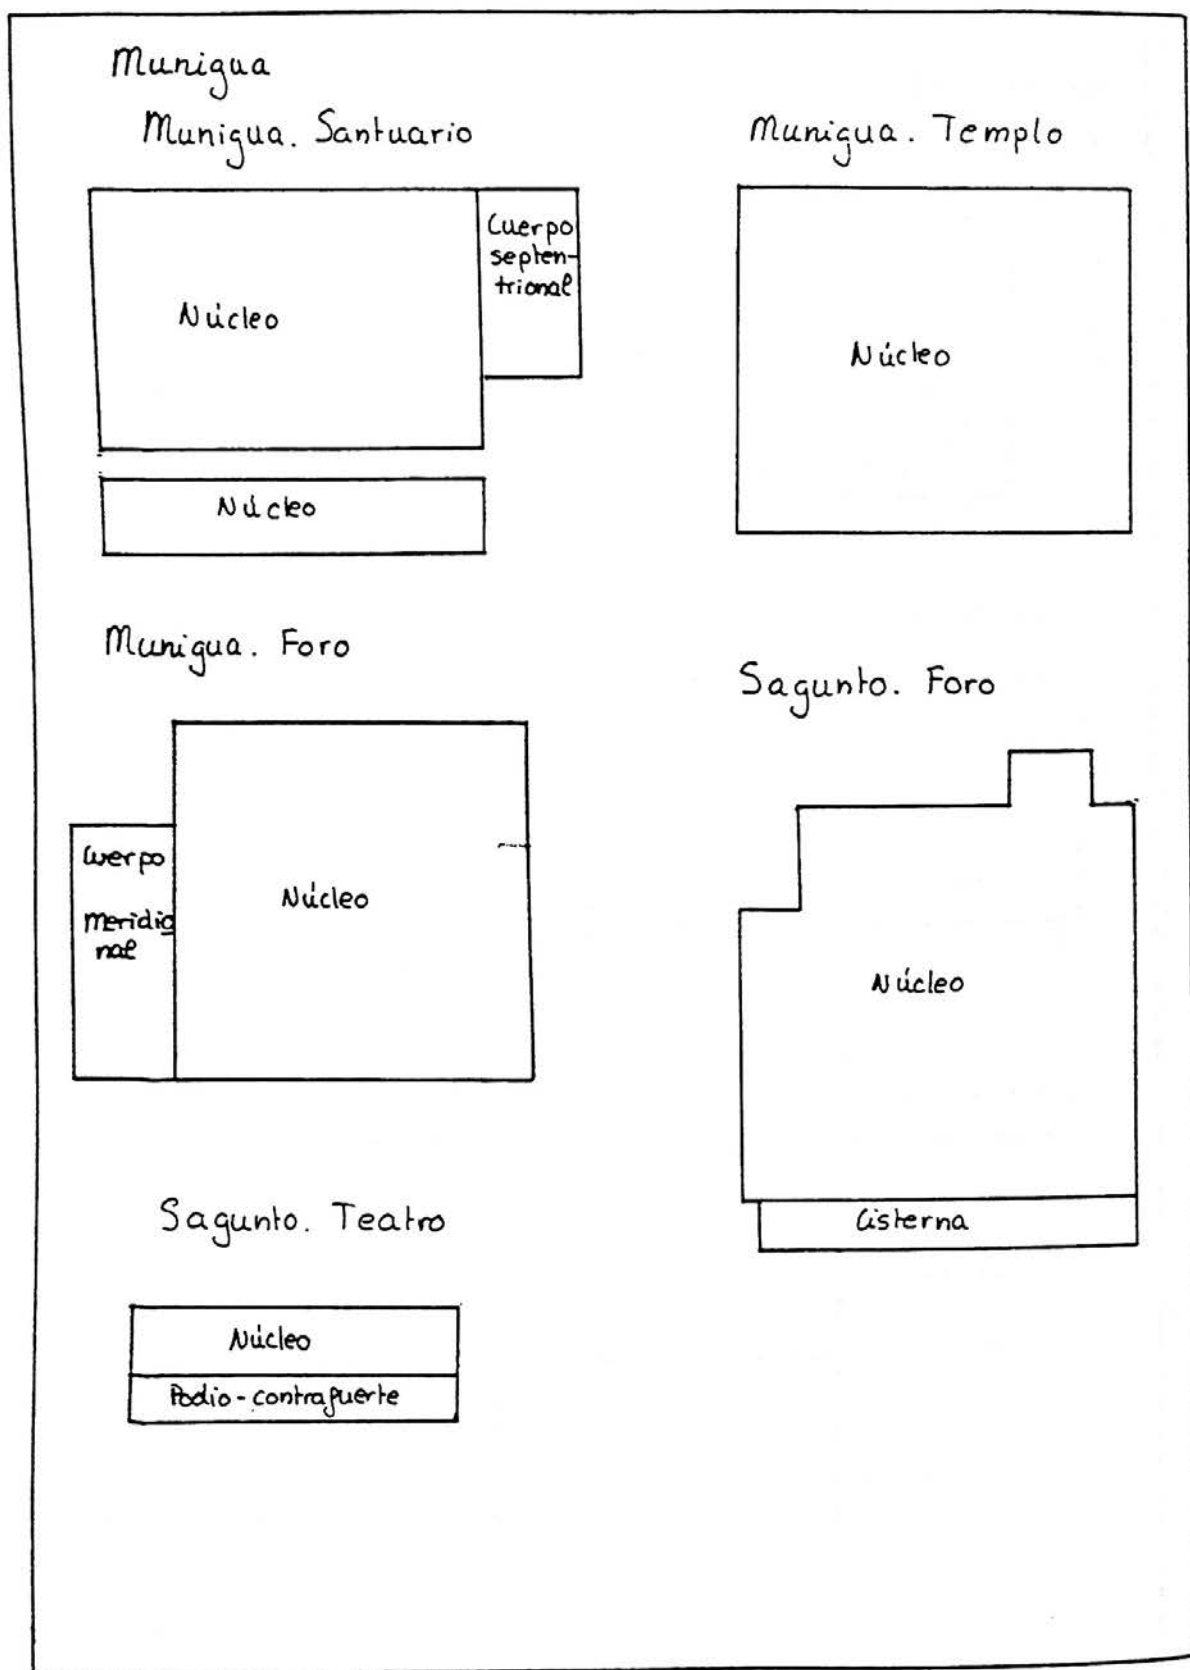 Munigua
Munigua. Santuario
Munigua. Templo
Cuerpo
septen-
trional
Núcleo
Núcleo
Núcleo
Munigua. Foro
Sagunto. Foro
Cuerpo
meridio
nal
Núcleo
Núcleo
Cisterna
Sagunto. Teatro
Núcleo
Podio-contrafuerte